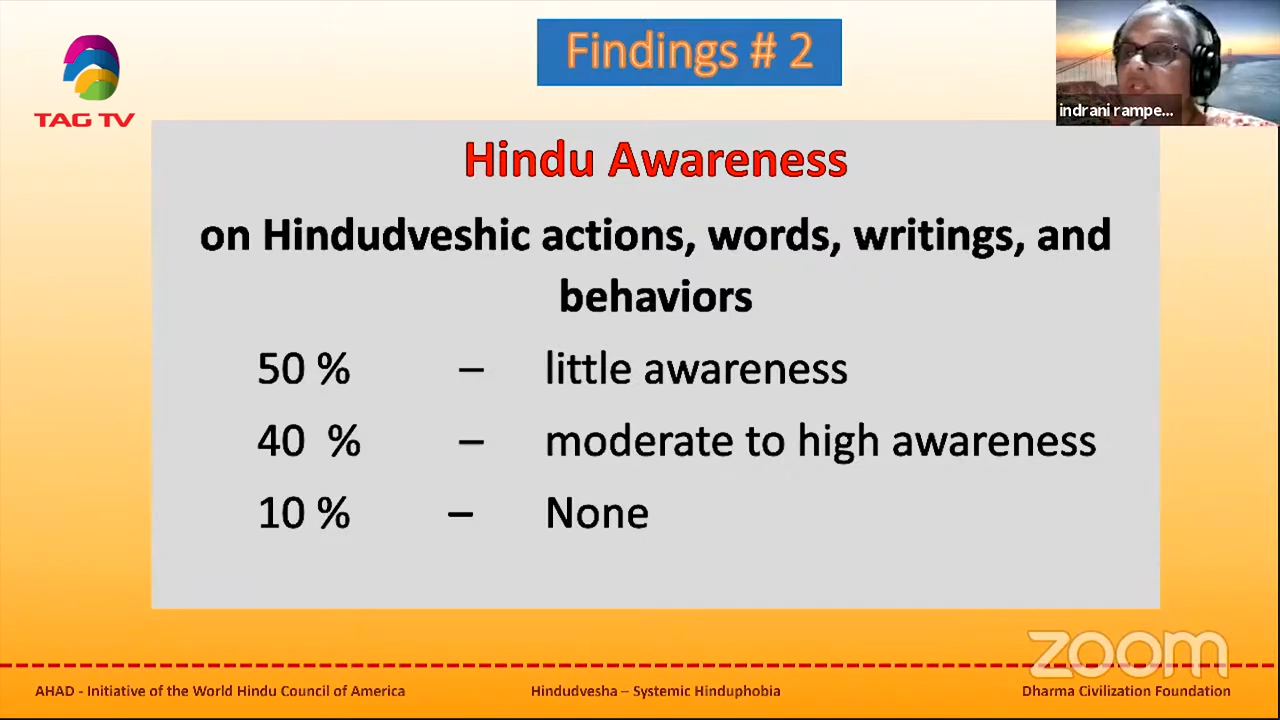 Findings # 2
TAG TV
indrani rampe...
Hindu Awareness
on Hindudveshic actions, words, writings, and
behaviors
50 % – little awareness
40 % – moderate to high awareness
10 % – None
zoom
AHAD - Initiative of the World Hindu Council of America
Hindudvesha – Systemic Hinduphobia
Dharma Civilization Foundation